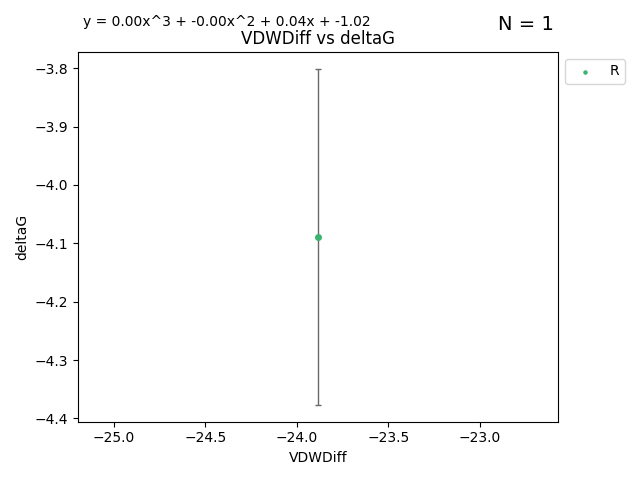 y = 0.00x^3 + -0.00x^2 + 0.04x + -1.02
N = 1
VDWDiff vs deltaG
R
−3.8
−3.9
−4.0
−4.1
−4.2
−4.3
−4.4
deltaG
−25.0
−24.5
−24.0
−23.5
−23.0
VDWDiff